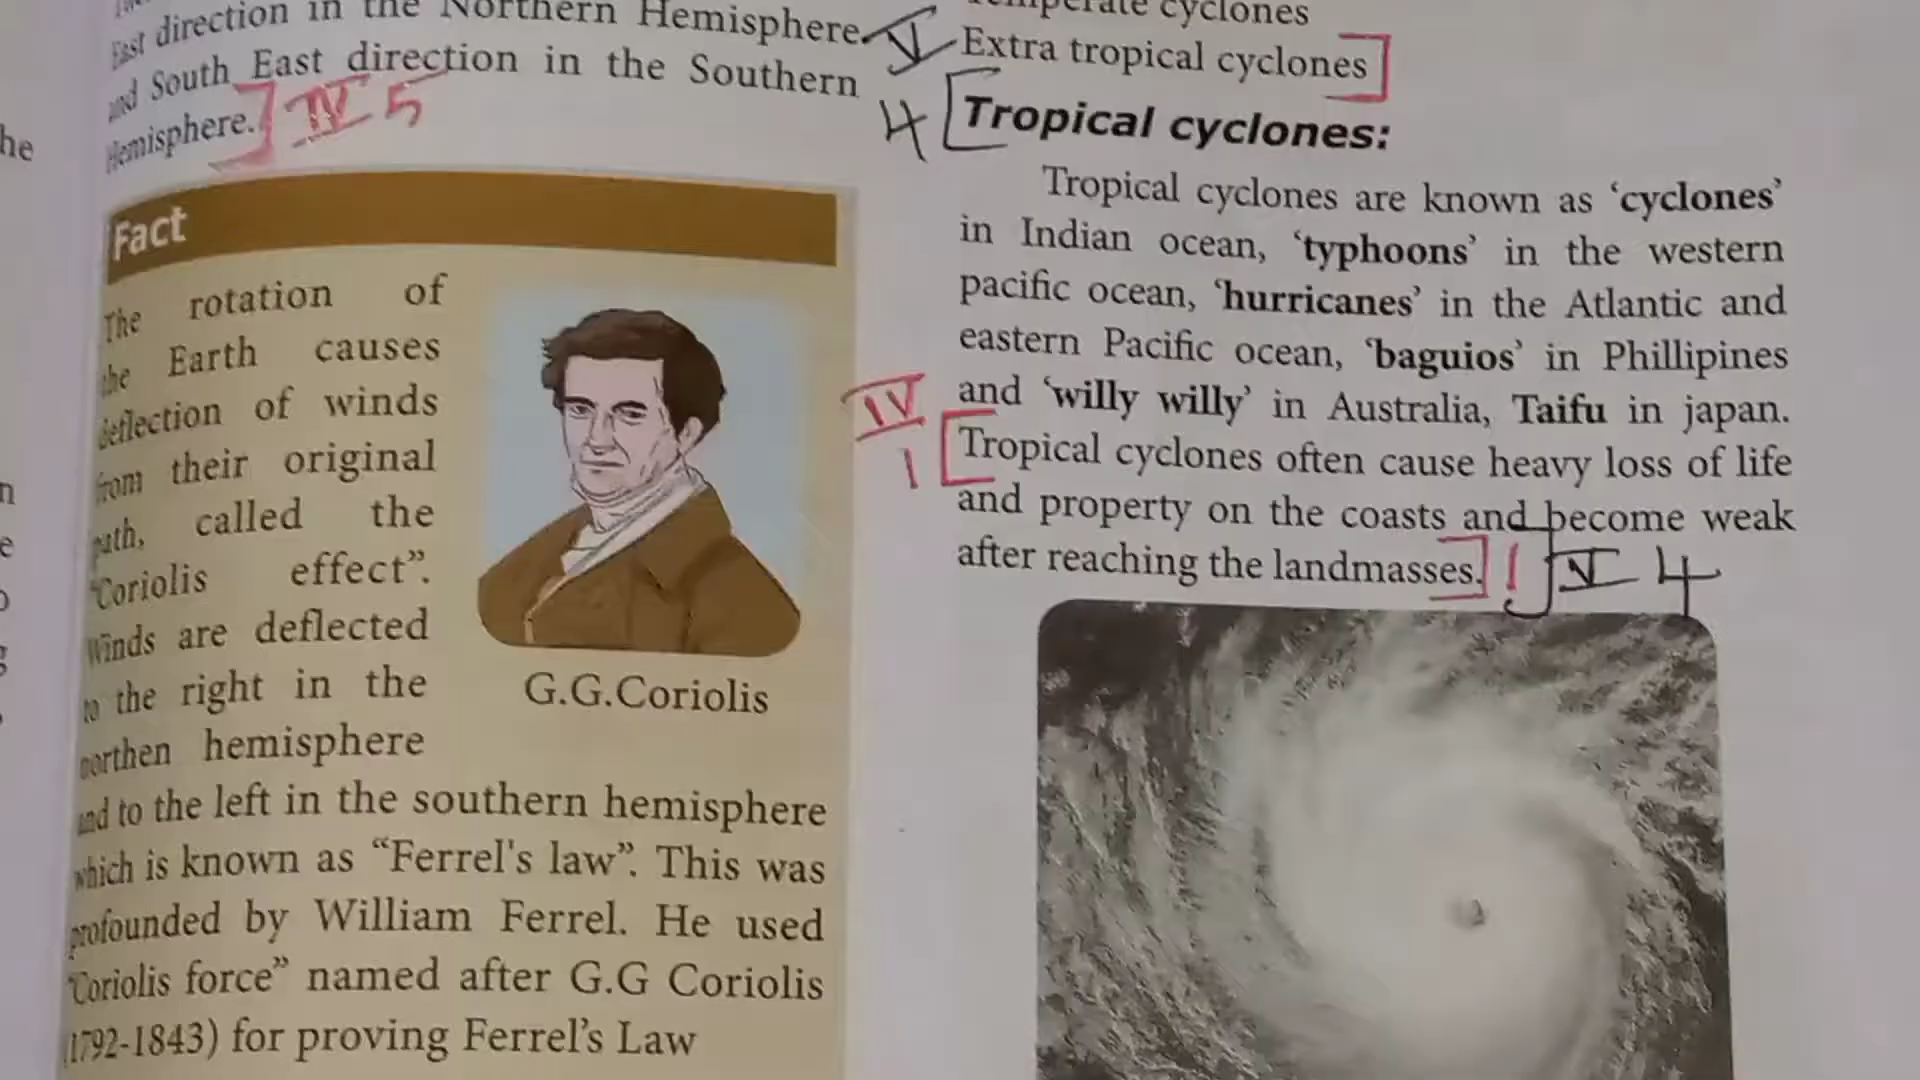 East direction in the Northern Hemisphere
and South East direction in the Southern
Hemisphere.
IV 5
Fact
The rotation of
the Earth causes
deflection of winds
from their original
path, called the
“Coriolis effect”.
Winds are deflected
to the right in the
northen hemisphere
and to the left in the southern hemisphere
which is known as “Ferrel's law”. This was
profounded by William Ferrel. He used
“Coriolis force” named after G.G Coriolis
(1792-1843) for proving Ferrel’s Law
G.G.Coriolis
Temperate cyclones
V
Extra tropical cyclones
4
Tropical cyclones:
Tropical cyclones are known as ‘cyclones’
in Indian ocean, ‘typhoons’ in the western
pacific ocean, ‘hurricanes’ in the Atlantic and
eastern Pacific ocean, ‘baguios’ in Phillipines
and ‘willy willy’ in Australia, Taifu in japan.
IV
1
Tropical cyclones often cause heavy loss of life
and property on the coasts and become weak
after reaching the landmasses.
V 4
he